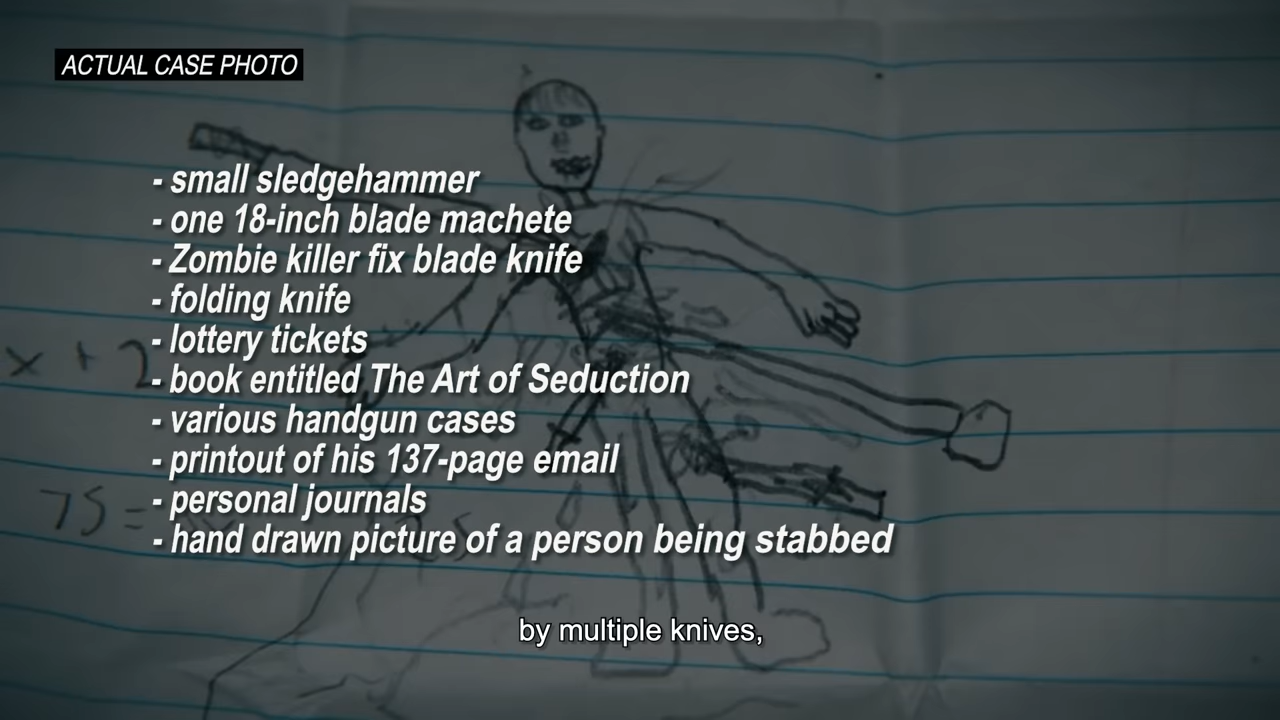 ACTUAL CASE PHOTO
- small sledgehammer
- one 18-inch blade machete
- Zombie killer fix blade knife
- folding knife
- lottery tickets
x + 2
- book entitled The Art of Seduction
- various handgun cases
- printout of his 137-page email
- personal journals
75 =
- hand drawn picture of a person being stabbed
by multiple knives,